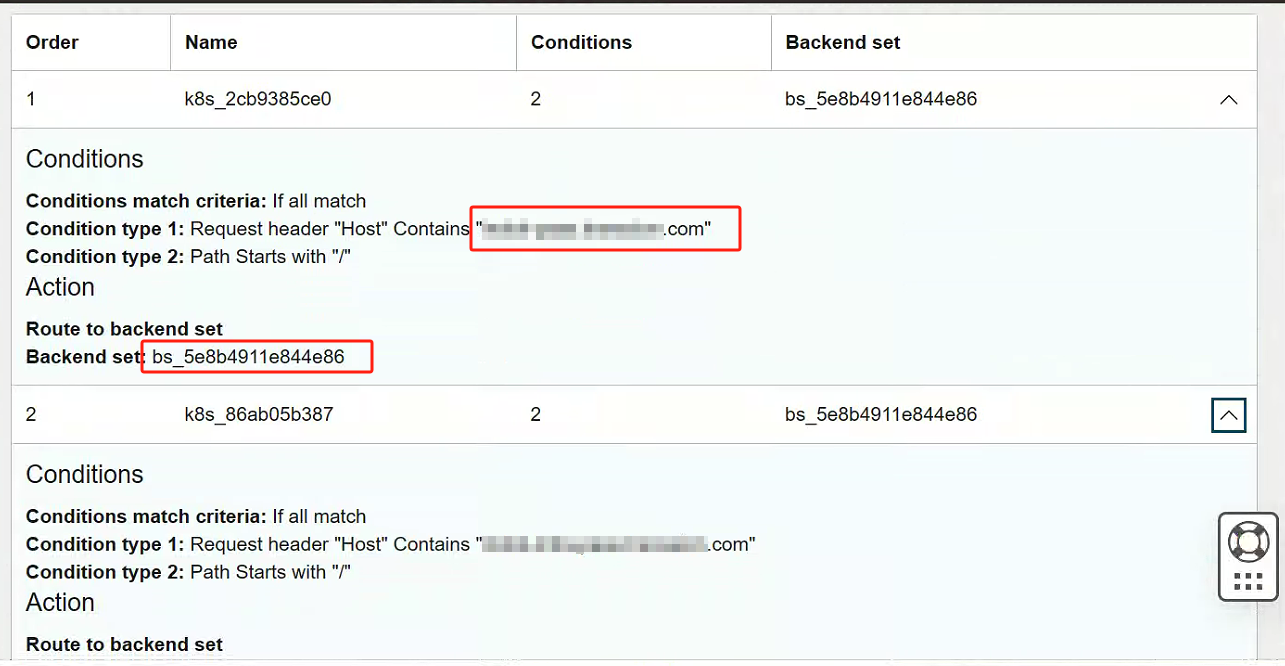 Order Name Conditions Backend set
1 k8s_2cb9385ce0 2 bs_5e8b4911e844e86
Conditions
Conditions match criteria: If all match
Condition type 1: Request header "Host" Contains ".com"
Condition type 2: Path Starts with "/"
Action
Route to backend set
Backend set: bs_5e8b4911e844e86
2 k8s_86ab05b387 2 bs_5e8b4911e844e86
Conditions
Conditions match criteria: If all match
Condition type 1: Request header "Host" Contains ".com"
Condition type 2: Path Starts with "/"
Action
Route to backend set